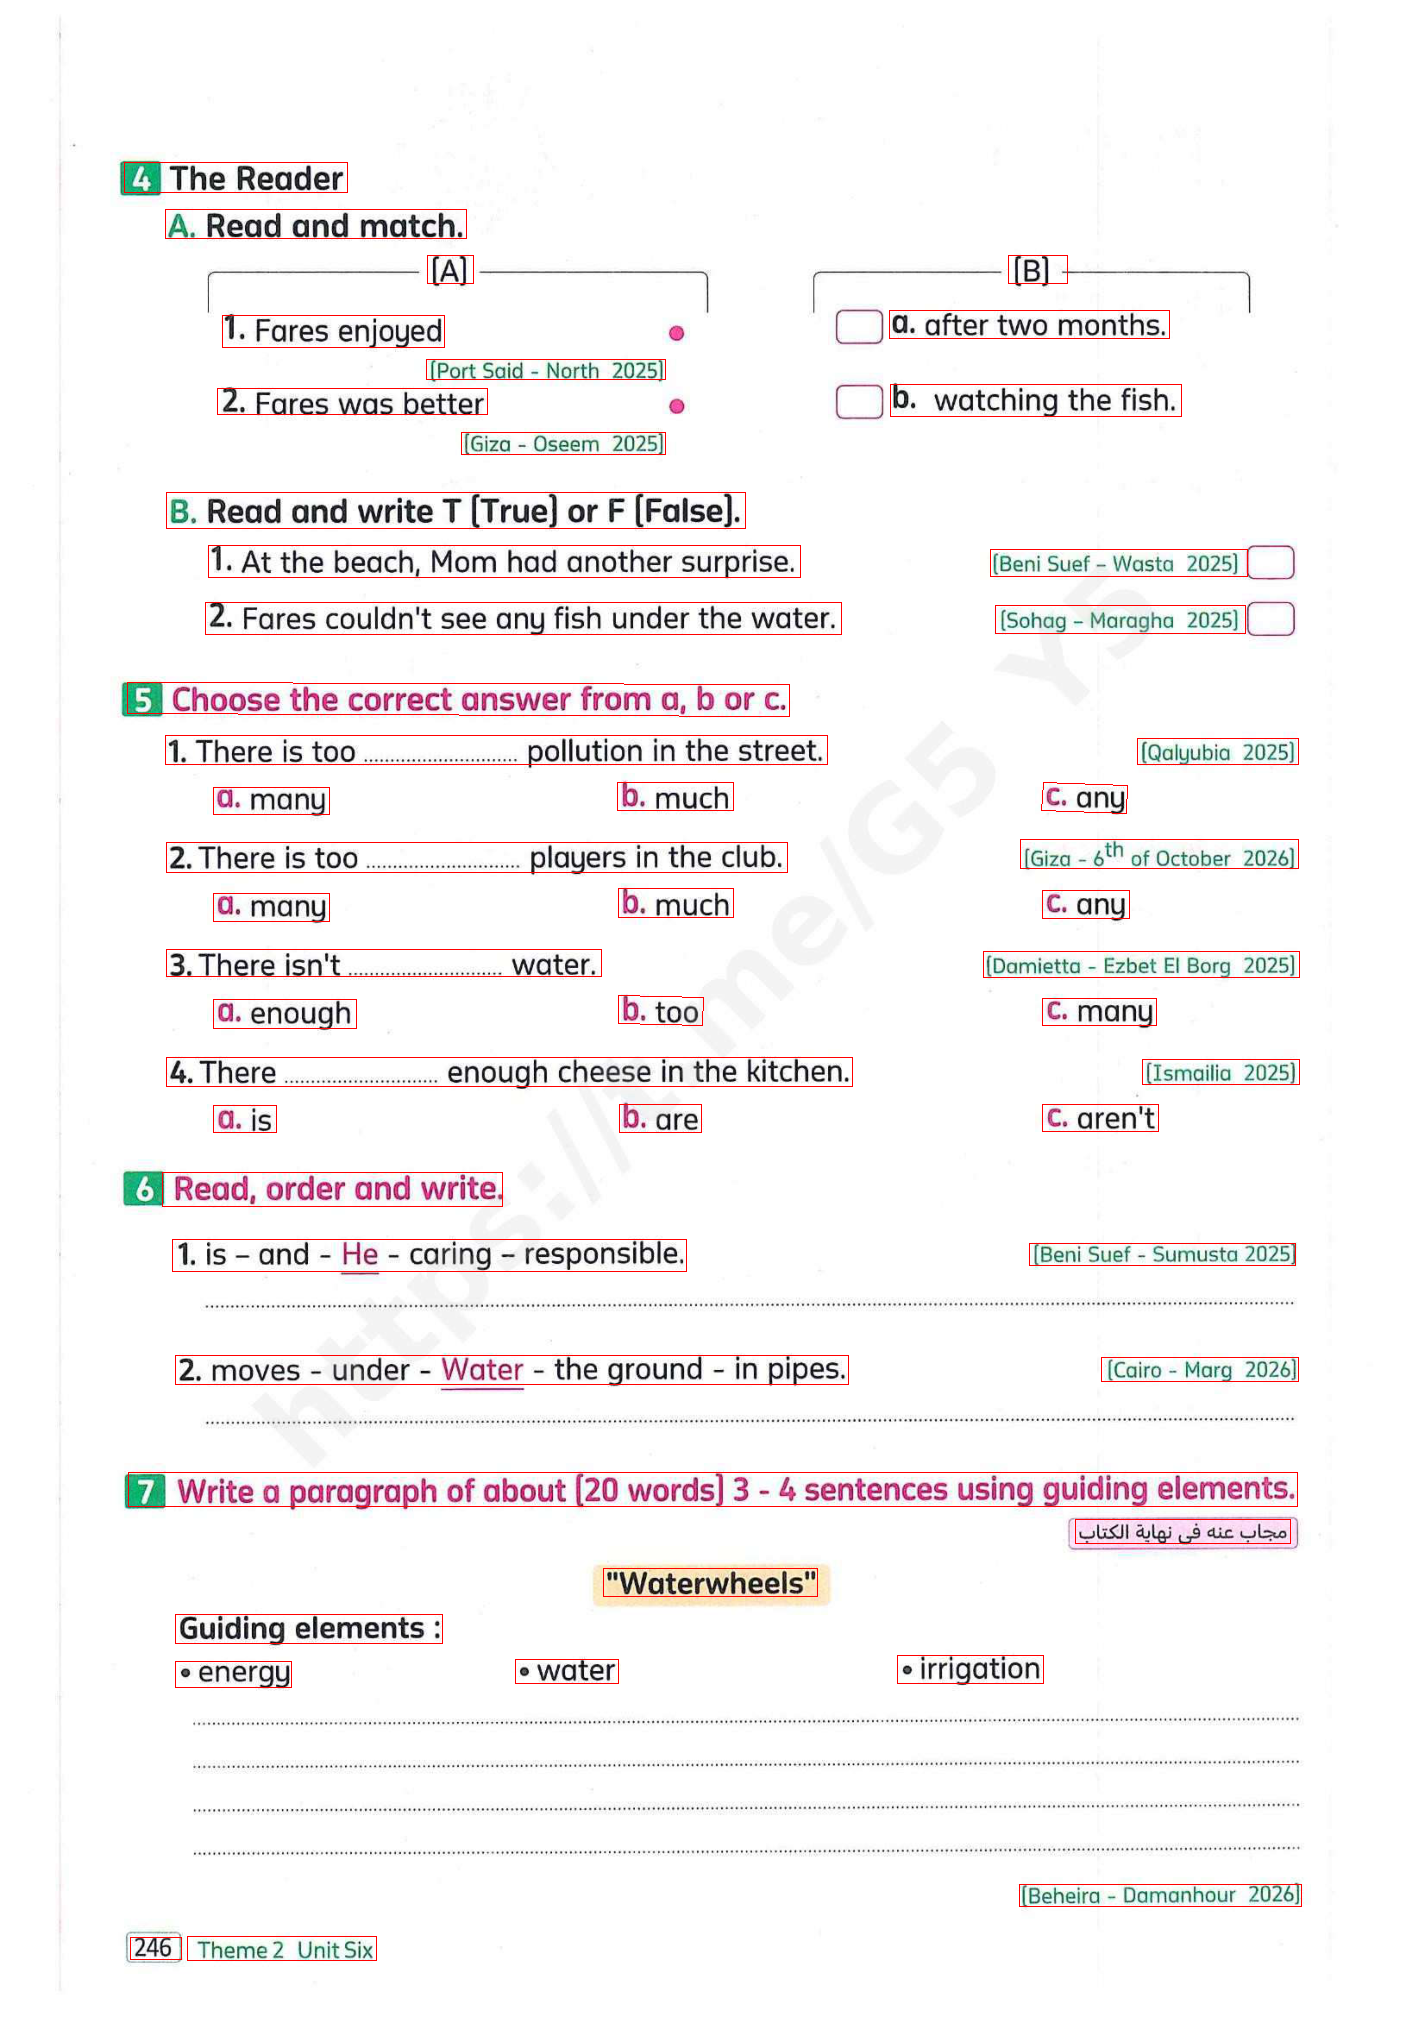 4 The Reader
A. Read and match.
[A] [B]
1. Fares enjoyed a. after two months.
[Port Said - North 2025]
2. Fares was better b. watching the fish.
[Giza - Oseem 2025]
B. Read and write T [True] or F [False].
1. At the beach, Mom had another surprise. [Beni Suef – Wasta 2025]
2. Fares couldn't see any fish under the water. [Sohag – Maragha 2025]
5 Choose the correct answer from a, b or c.
1. There is too ............................ pollution in the street. [Qalyubia 2025]
a. many b. much c. any
2. There is too ............................ players in the club. [Giza - 6th of October 2026]
a. many b. much c. any
3. There isn't ............................ water. [Damietta - Ezbet El Borg 2025]
a. enough b. too c. many
4. There ............................ enough cheese in the kitchen. [Ismailia 2025]
a. is b. are c. aren't
6 Read, order and write.
1. is – and - He - caring – responsible. [Beni Suef - Sumusta 2025]
2. moves - under - Water - the ground - in pipes. [Cairo - Marg 2026]
7 Write a paragraph of about [20 words] 3 - 4 sentences using guiding elements.
مجاب عنه فى نهاية الكتاب
"Waterwheels"
Guiding elements :
• energy • water • irrigation
[Beheira - Damanhour 2026]
246 Theme 2 Unit Six
https://t.me/G5 Y5